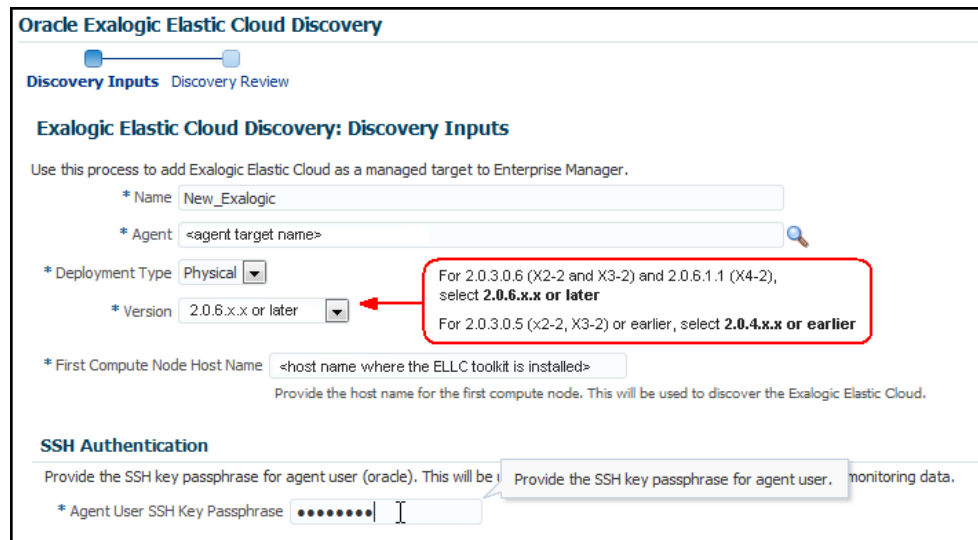 Oracle Exalogic Elastic Cloud Discovery
Discovery Inputs Discovery Review
Exalogic Elastic Cloud Discovery: Discovery Inputs
Use this process to add Exalogic Elastic Cloud as a managed target to Enterprise Manager.
* Name New_Exalogic
* Agent <agent target name>
* Deployment Type Physical
For 2.0.3.0.6 (X2-2 and X3-2) and 2.0.6.1.1 (X4-2),
select 2.0.6.x.x or later
* Version 2.0.6.x.x or later
For 2.0.3.0.5 (x2-2, X3-2) or earlier, select 2.0.4.x.x or earlier
* First Compute Node Host Name <host name where the ELLC toolkit is installed>
Provide the host name for the first compute node. This will be used to discover the Exalogic Elastic Cloud.
SSH Authentication
Provide the SSH key passphrase for agent user (oracle). This will be monitoring data.
Provide the SSH key passphrase for agent user.
* Agent User SSH Key Passphrase ••••••••